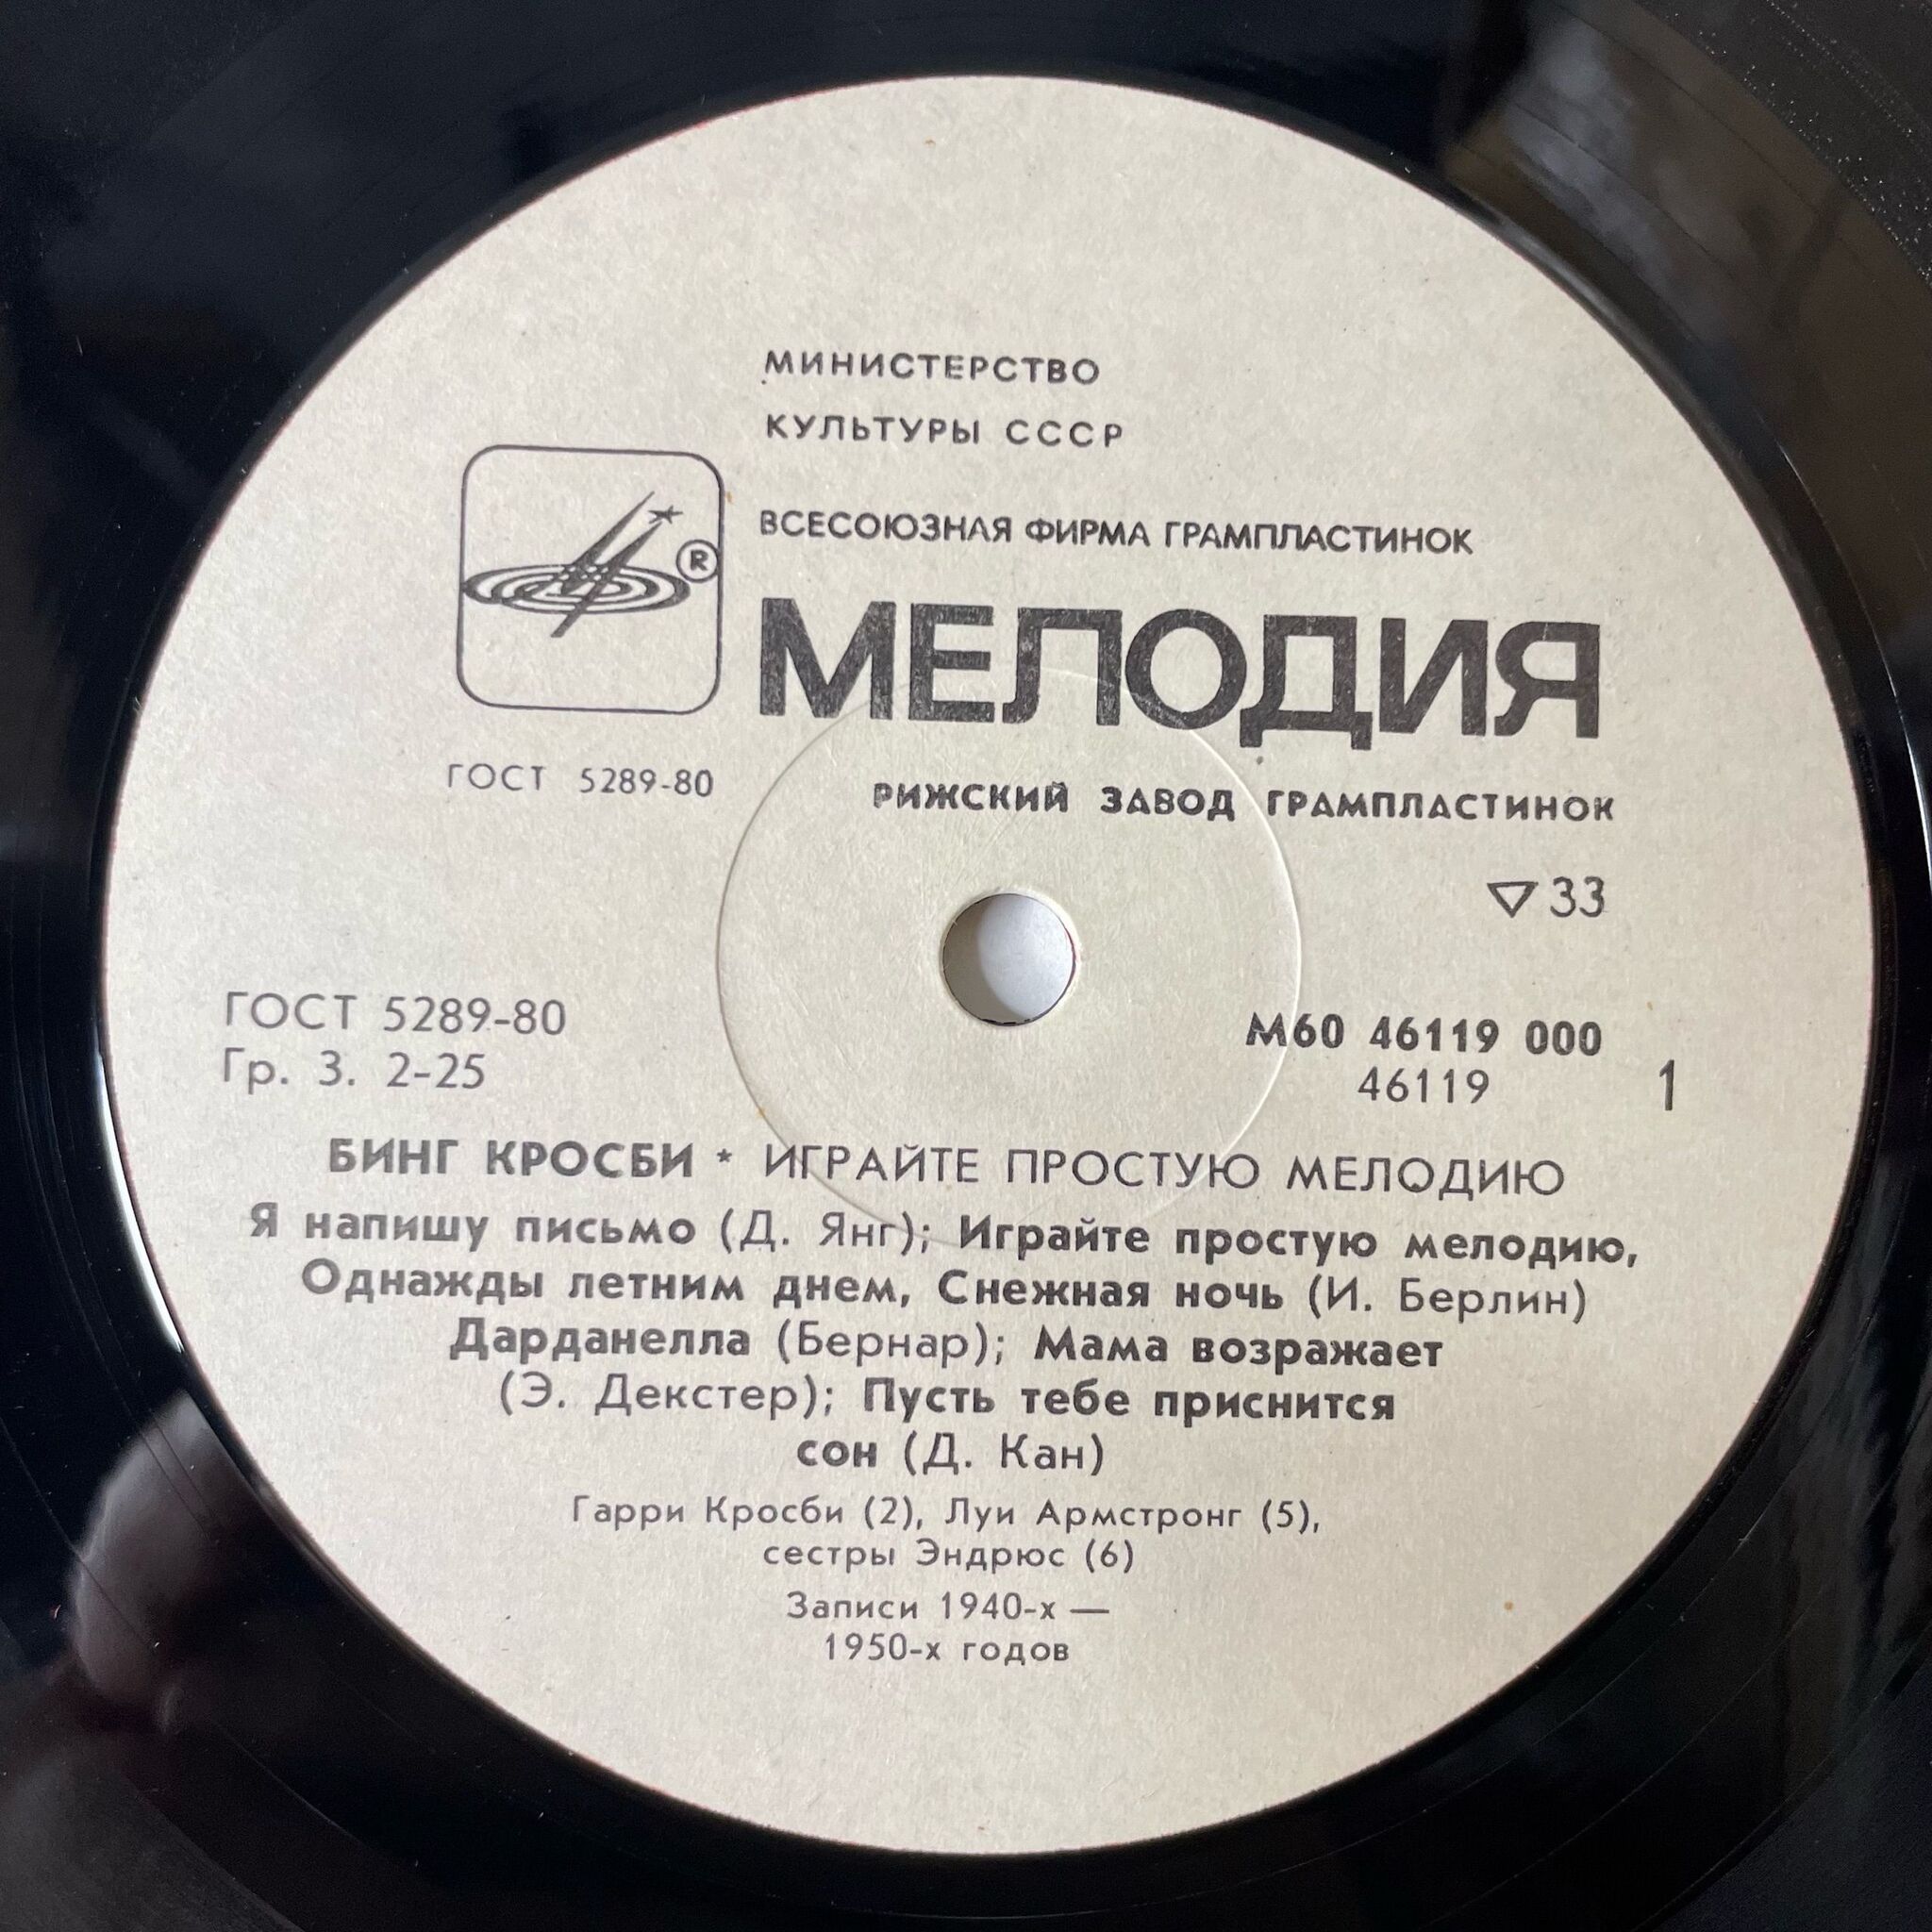 МИНИСТЕРСТВО
КУЛЬТУРЫ СССР
ВСЕСОЮЗНАЯ ФИРМА ГРАМПЛАСТИНОК
®
МЕЛОДИЯ
ГОСТ 5289-80
РИЖСКИЙ ЗАВОД ГРАМПЛАСТИНОК
▽33
ГОСТ 5289-80
Гр. 3. 2-25
М60 46119 000
46119
1
БИНГ КРОСБИ * ИГРАЙТЕ ПРОСТУЮ МЕЛОДИЮ
Я напишу письмо (Д. Янг); Играйте простую мелодию,
Однажды летним днем, Снежная ночь (И. Берлин)
Дарданелла (Бернар); Мама возражает
(Э. Декстер); Пусть тебе приснится
сон (Д. Кан)
Гарри Кросби (2), Луи Армстронг (5),
сестры Эндрюс (6)
Записи 1940-х —
1950-х годов